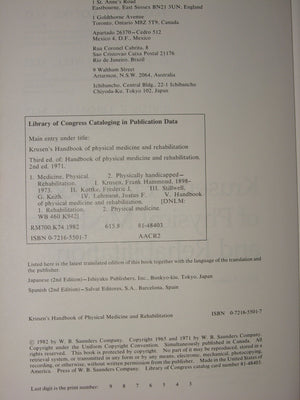 1 St. Anne's Road
Eastbourne, East Sussex BN21 3UN, England
1 Goldthorne Avenue
Toronto, Ontario M8Z 5T9, Canada
Apartado 26370—Cedro 512
Mexico 4, D.F., Mexico
Rua Coronel Cabrita, 8
Sao Cristovao Caixa Postal 21176
Rio de Janeiro, Brazil
9 Waltham Street
Artarmon, N.S.W. 2064, Australia
Ichibancho, Central Bldg., 22-1 Ichibancho
Chiyoda-Ku, Tokyo 102, Japan
Library of Congress Cataloging in Publication Data
Main entry under title:
Krusen's Handbook of physical medicine and rehabilitation
Third ed. of: Handbook of physical medicine and rehabilitation.
2nd ed. 1971.
1. Medicine, Physical. 2. Physically handicapped—
Rehabilitation. I. Krusen, Frank Hammond, 1898-
1973. II. Kottke, Frederic J. III. Stillwell,
G. Keith. IV. Lehmann, Justus F. V. Handbook
of physical medicine and rehabilitation. [DNLM:
1. Rehabilitation. 2. Physical medicine.
WB 460 K942]
RM700.K74 1982 615.8 81-48403
ISBN 0-7216-5501-7 AACR2
Listed here is the latest translated edition of this book together with the language of the translation and
the publisher.
Japanese (2nd Edition)—Ishiyaku Publishers, Inc., Bunkyo-ku, Tokyo, Japan
Spanish (2nd Edition)—Salvat Editores, S.A., Barcelona, Spain
Krusen's Handbook of Physical Medicine and Rehabilitation ISBN 0-7216-5501-7
© 1982 by W. B. Saunders Company. Copyright 1965 and 1971 by W. B. Saunders Company.
Copyright under the Uniform Copyright Convention. Simultaneously published in Canada. All
rights reserved. This book is protected by copyright. No part of it may be reproduced, stored in a
retrieval system, or transmitted in any form or by any means, electronic, mechanical, photocopying,
recording, or otherwise, without written permission from the publisher. Made in the United States of
America. Press of W. B. Saunders Company. Library of Congress catalog card number 81-48403.
Last digit is the print number: 9 8 7 6 5 4 3